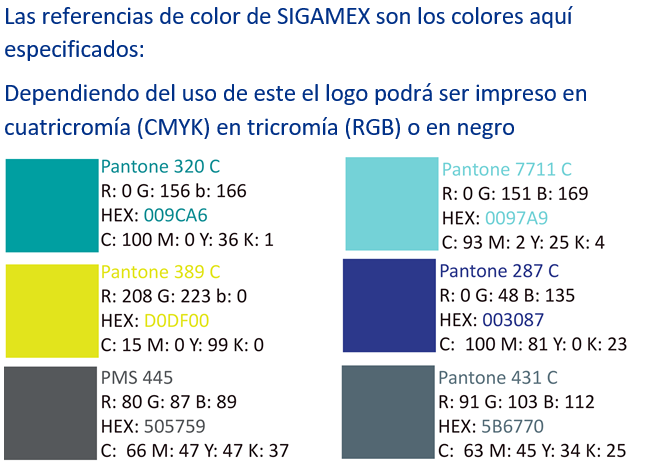 Las referencias de color de SIGAMEX son los colores aquí
especificados:
Dependiendo del uso de este el logo podrá ser impreso en
cuatricromía (CMYK) en tricromía (RGB) o en negro
Pantone 320 C
R: 0 G: 156 b: 166
HEX: 009CA6
C: 100 M: 0 Y: 36 K: 1
Pantone 7711 C
R: 0 G: 151 B: 169
HEX: 0097A9
C: 93 M: 2 Y: 25 K: 4
Pantone 389 C
R: 208 G: 223 b: 0
HEX: D0DF00
C: 15 M: 0 Y: 99 K: 0
Pantone 287 C
R: 0 G: 48 B: 135
HEX: 003087
C: 100 M: 81 Y: 0 K: 23
PMS 445
R: 80 G: 87 B: 89
HEX: 505759
C: 66 M: 47 Y: 47 K: 37
Pantone 431 C
R: 91 G: 103 B: 112
HEX: 5B6770
C: 63 M: 45 Y: 34 K: 25